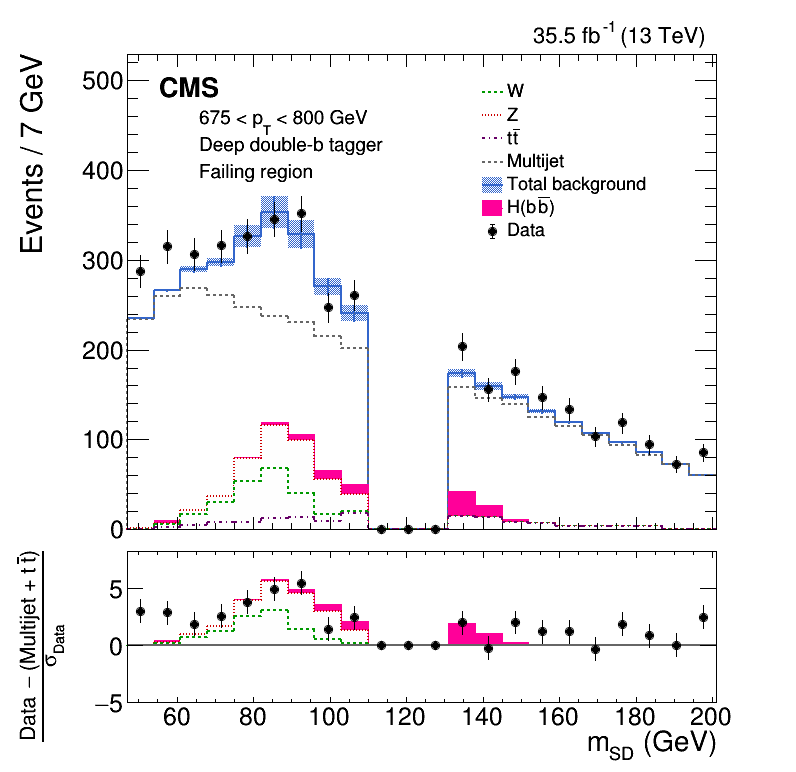 35.5 fb⁻¹ (13 TeV)
Events / 7 GeV
500
400
300
200
100
0
CMS
675 < p_T < 800 GeV
Deep double-b tagger
Failing region
W
Z
tt̄
Multijet
Total background
H(bb̄)
Data
Data − (Multijet + tt̄)
σ_Data
5
0
−5
60 80 100 120 140 160 180 200
m_SD (GeV)